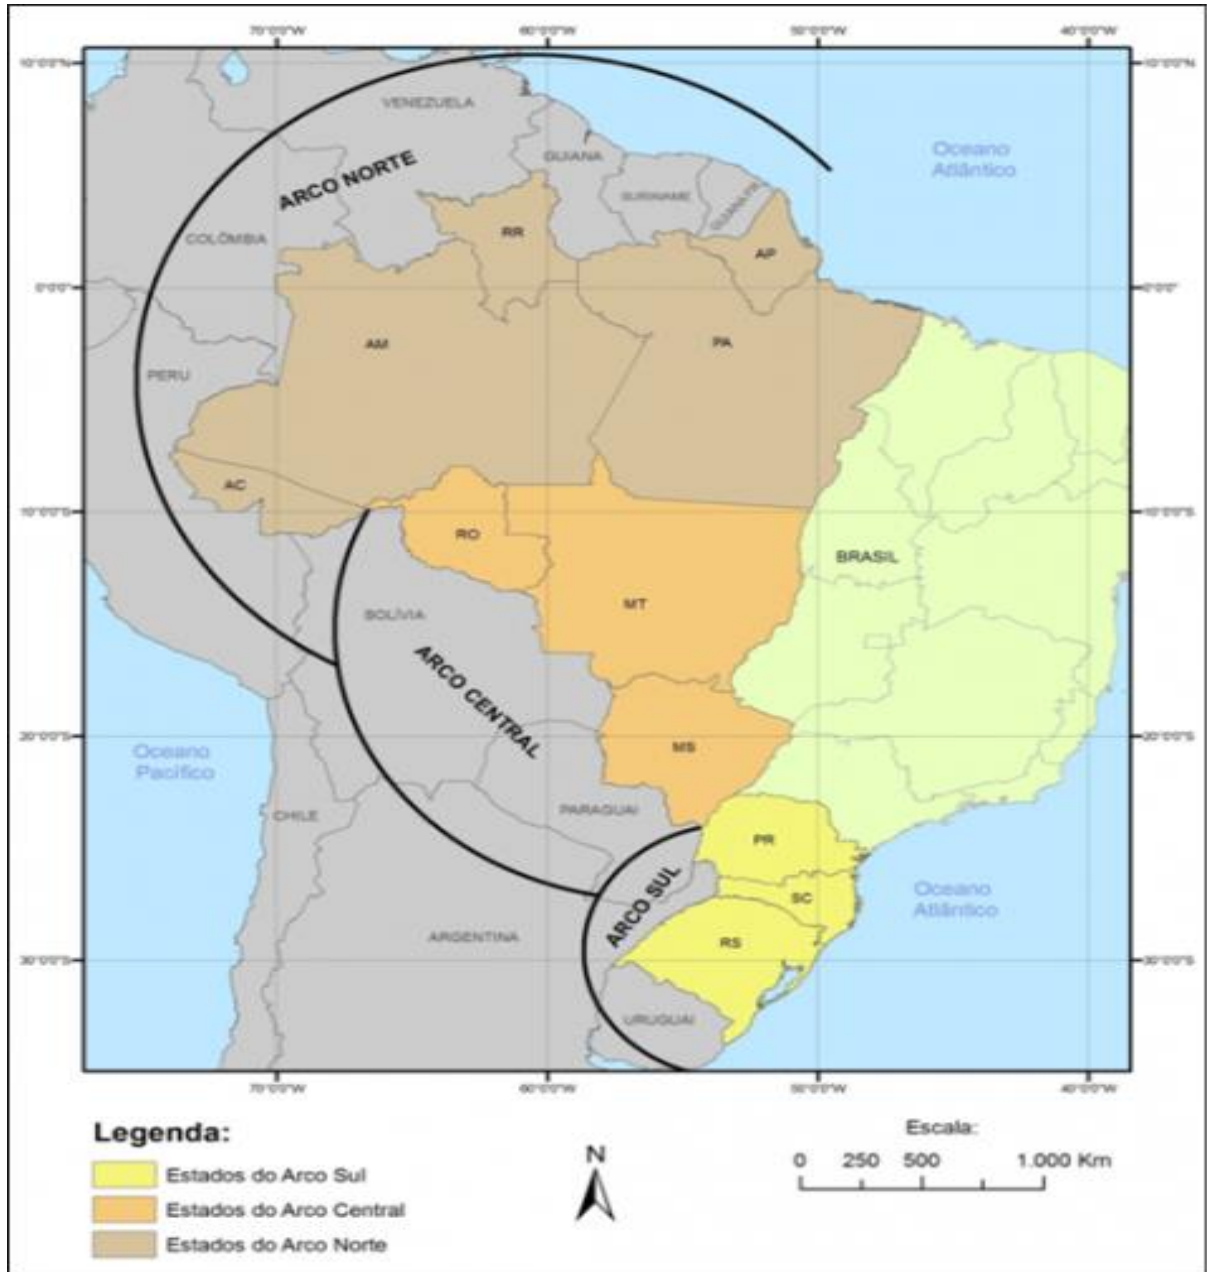 70°0'0"W 60°0'0"W 50°0'0"W 40°0'0"W
10°0'0"N 10°0'0"N
VENEZUELA
Oceano
Atlântico
GUIANA
ARCO NORTE
SURINAME
GUIANA FR.
COLÔMBIA
RR
AP
0°0'0" 0°0'0"
AM
PA
PERU
AC
10°0'0"S 10°0'0"S
RO
BRASIL
MT
BOLÍVIA
ARCO CENTRAL
20°0'0"S 20°0'0"S
Oceano
Pacífico
MS
CHILE
PARAGUAI
PR
ARCO SUL
SC
Oceano
Atlântico
ARGENTINA
RS
30°0'0"S 30°0'0"S
URUGUAI
70°0'0"W 60°0'0"W 50°0'0"W 40°0'0"W
Legenda:
Estados do Arco Sul
Estados do Arco Central
Estados do Arco Norte
N
Escala:
0 250 500 1.000 Km